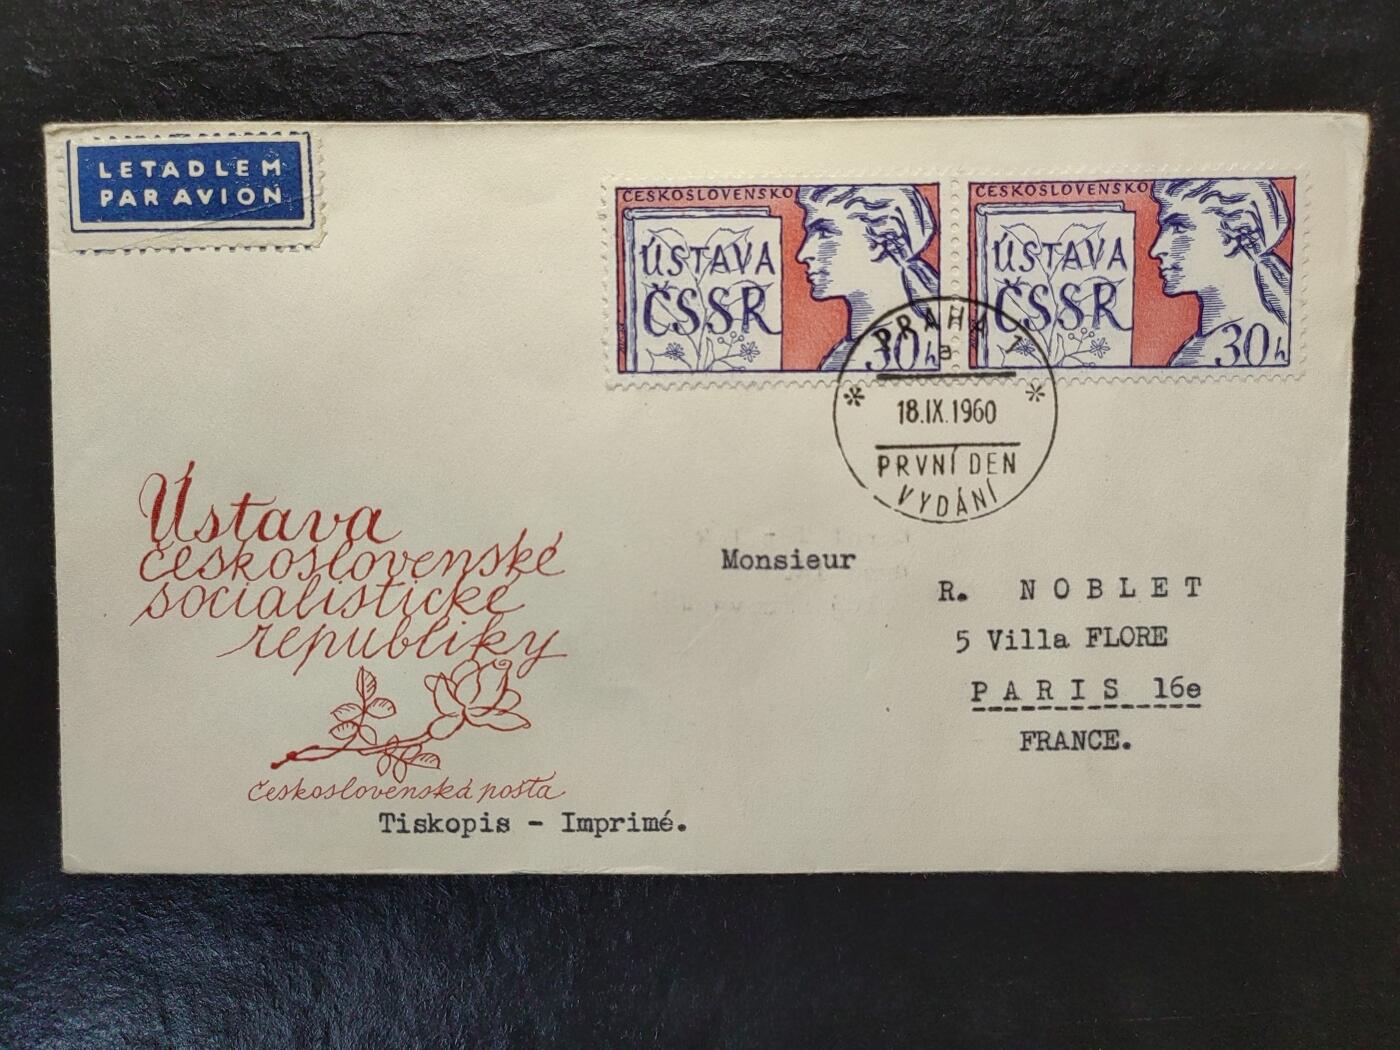 LETADLEM
PAR AVION
ČESKOSLOVENSKO
ÚSTAVA
ČSSR
30h
ČESKOSLOVENSKO
ÚSTAVA
ČSSR
30h
PRAHA 1
a
18.IX.1960
PRVNÍ DEN
VYDÁNÍ
Ústava
československé
socialistické
republiky
československá pošta
Tiskopis - Imprimé.
Monsieur
R. NOBLET
5 Villa FLORE
PARIS 16e
FRANCE.